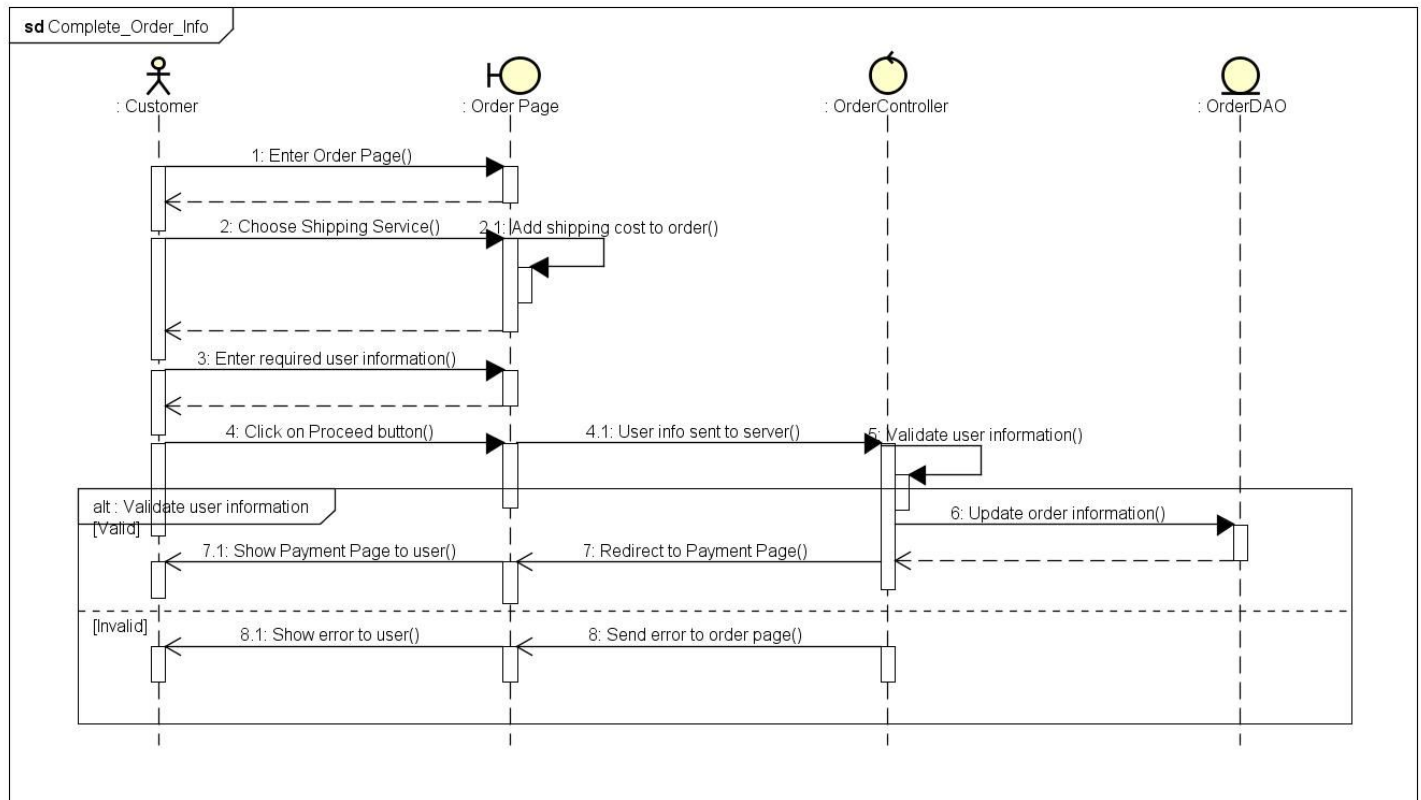 sd Complete_Order_Info
: Customer
: Order Page
: OrderController
: OrderDAO
1: Enter Order Page()
2: Choose Shipping Service()
2.1: Add shipping cost to order()
3: Enter required user information()
4: Click on Proceed button()
4.1: User info sent to server()
5: Validate user information()
alt : Validate user information
[Valid]
6: Update order information()
7.1: Show Payment Page to user()
7: Redirect to Payment Page()
[Invalid]
8.1: Show error to user()
8: Send error to order page()